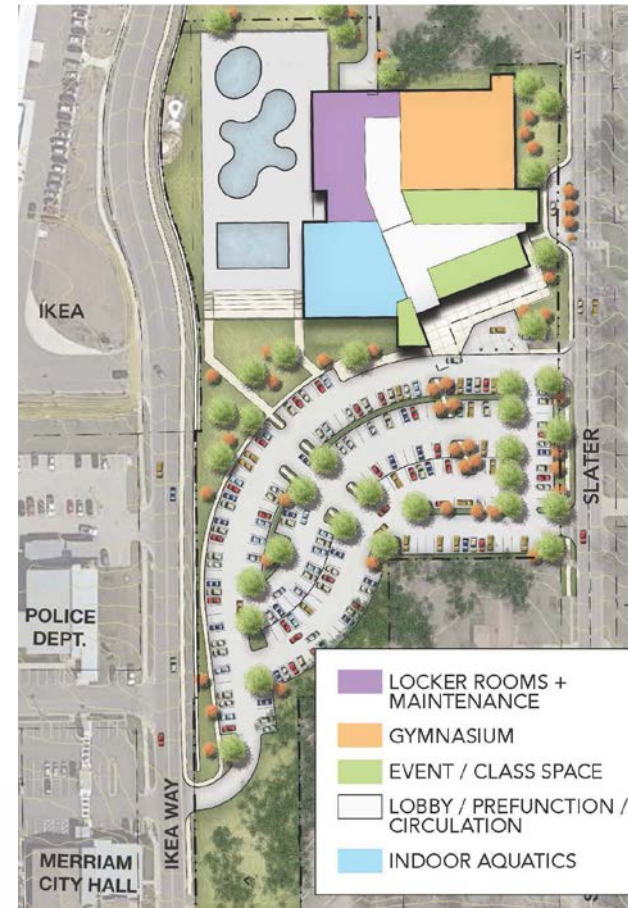 IKEA
SLATER
POLICE
DEPT.
IKEA WAY
MERRIAM
CITY HALL
LOCKER ROOMS +
MAINTENANCE
GYMNASIUM
EVENT / CLASS SPACE
LOBBY / PREFUNCTION /
CIRCULATION
INDOOR AQUATICS